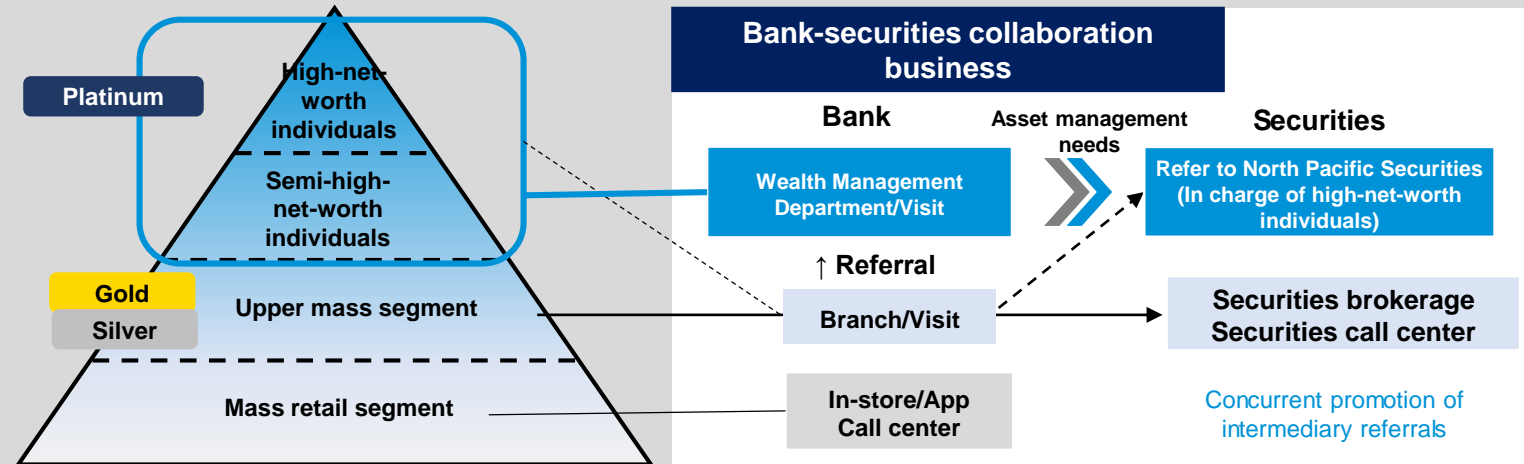 Platinum
High-net-
worth
individuals
Semi-high-
net-worth
individuals
Gold
Silver
Upper mass segment
Mass retail segment
Bank-securities collaboration
business
Bank
Asset management
needs
Securities
Wealth Management
Department/Visit
Refer to North Pacific Securities
(In charge of high-net-worth
individuals)
↑ Referral
Branch/Visit
Securities brokerage
Securities call center
In-store/App
Call center
Concurrent promotion of
intermediary referrals